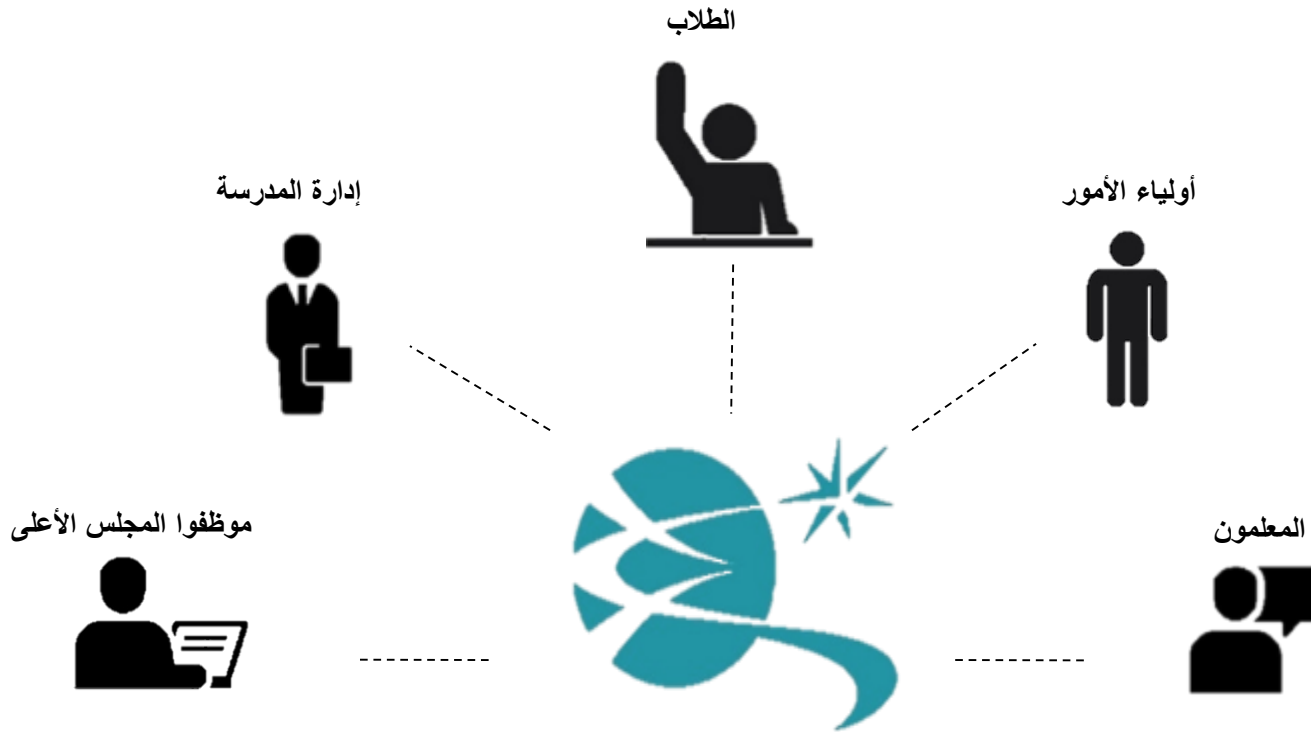 الطلاب
أولياء الأمور
إدارة المدرسة
المعلمون
موظفوا المجلس الأعلى